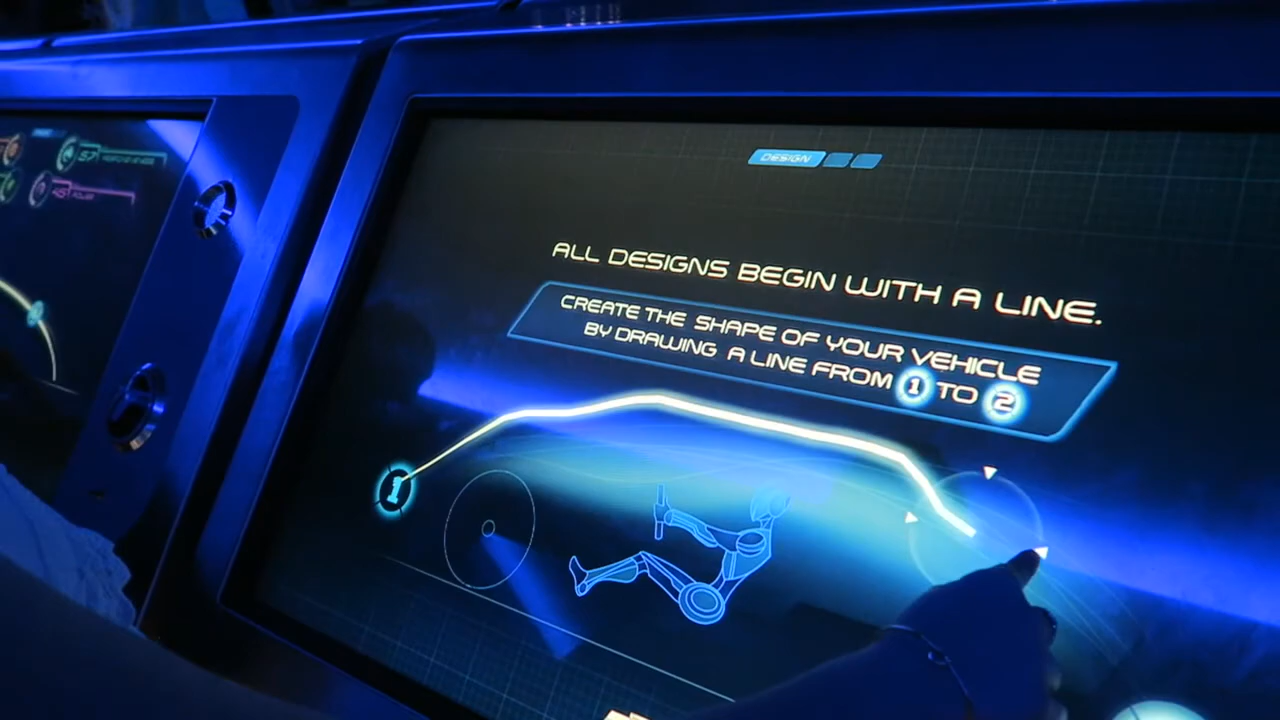 DESIGN
ALL DESIGNS BEGIN WITH A LINE.
CREATE THE SHAPE OF YOUR VEHICLE
BY DRAWING A LINE FROM 1 TO 2
1